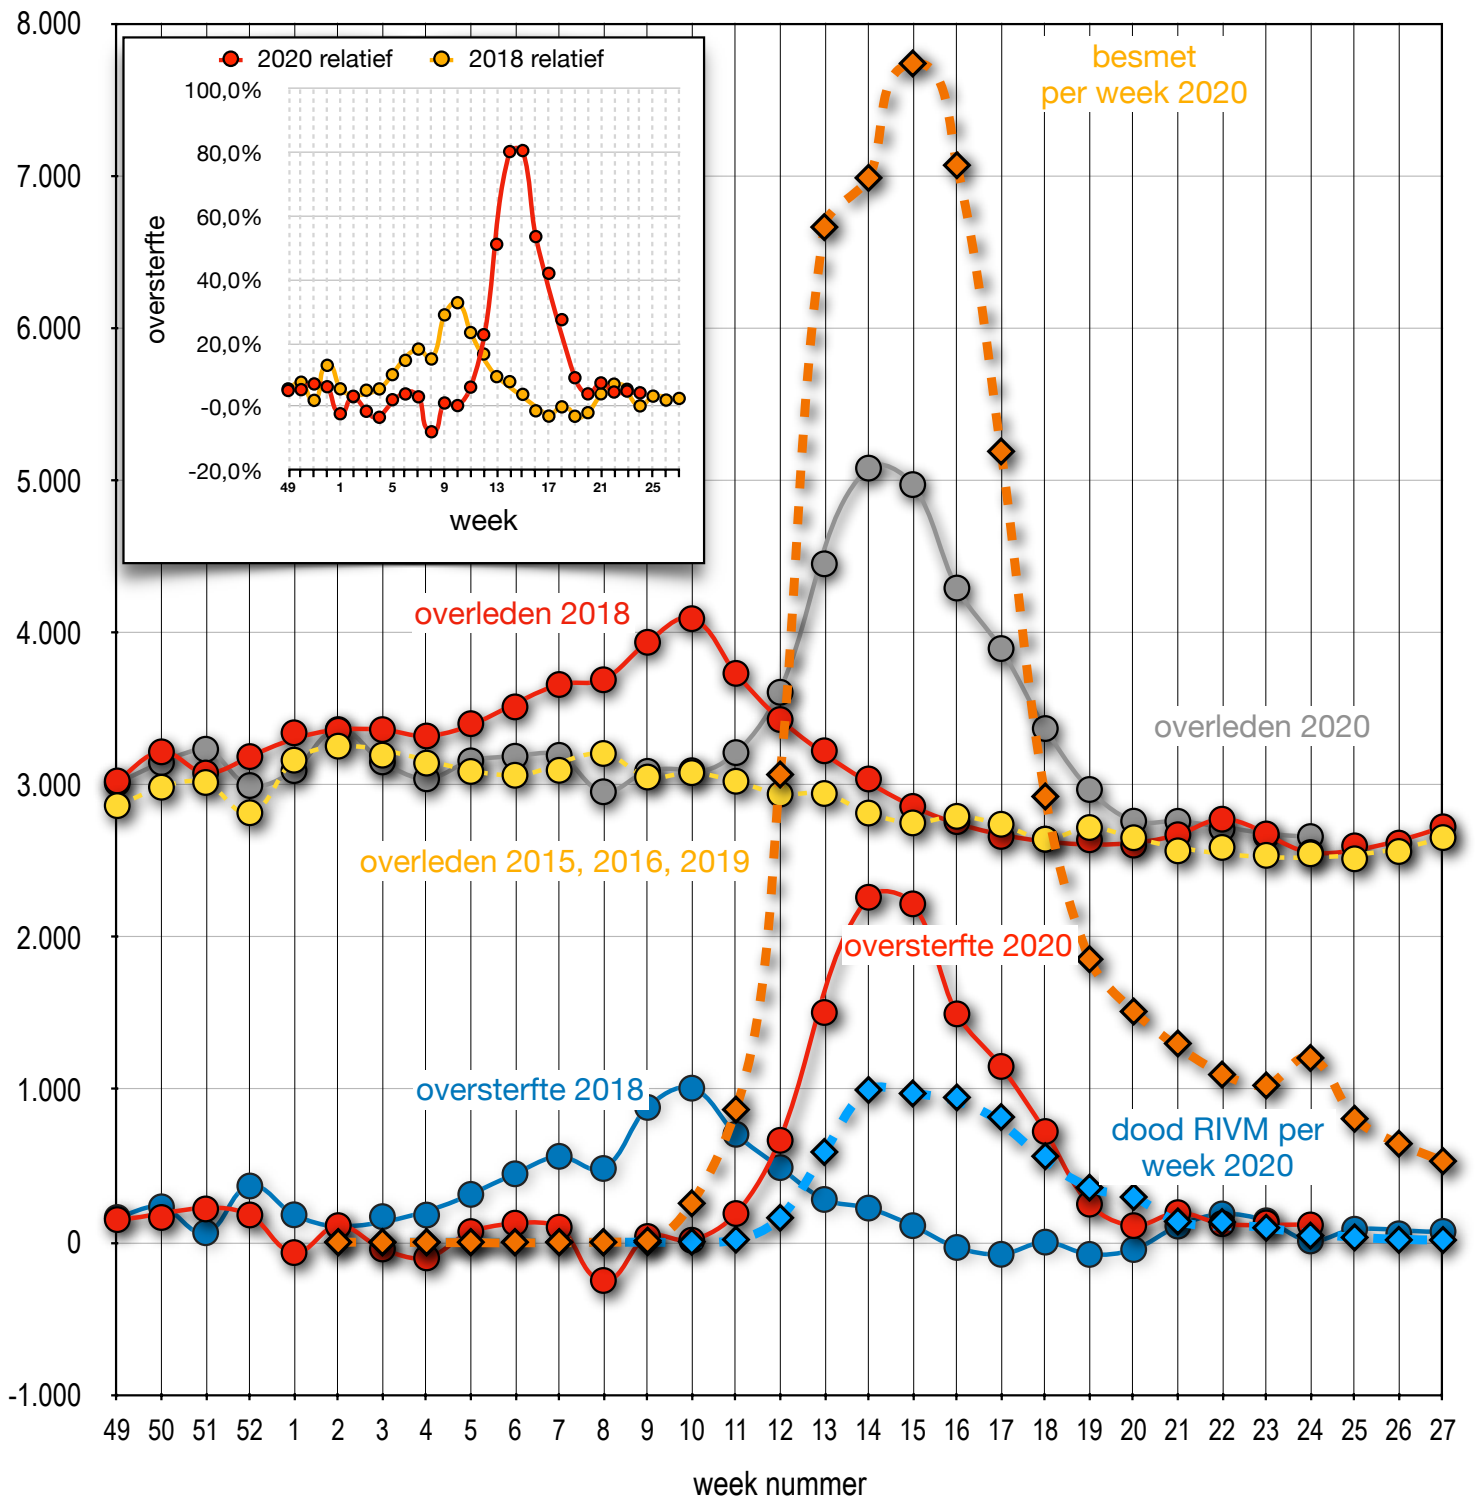 8.000
7.000
6.000
5.000
4.000
3.000
2.000
1.000
0
-1.000
2020 relatief 2018 relatief
100,0%
80,0%
60,0%
40,0%
20,0%
-0,0%
-20,0%
oversterfte
49 1 5 9 13 17 21 25
week
besmet
per week 2020
overleden 2018
overleden 2020
overleden 2015, 2016, 2019
oversterfte 2020
oversterfte 2018
dood RIVM per
week 2020
49 50 51 52 1 2 3 4 5 6 7 8 9 10 11 12 13 14 15 16 17 18 19 20 21 22 23 24 25 26 27
week nummer